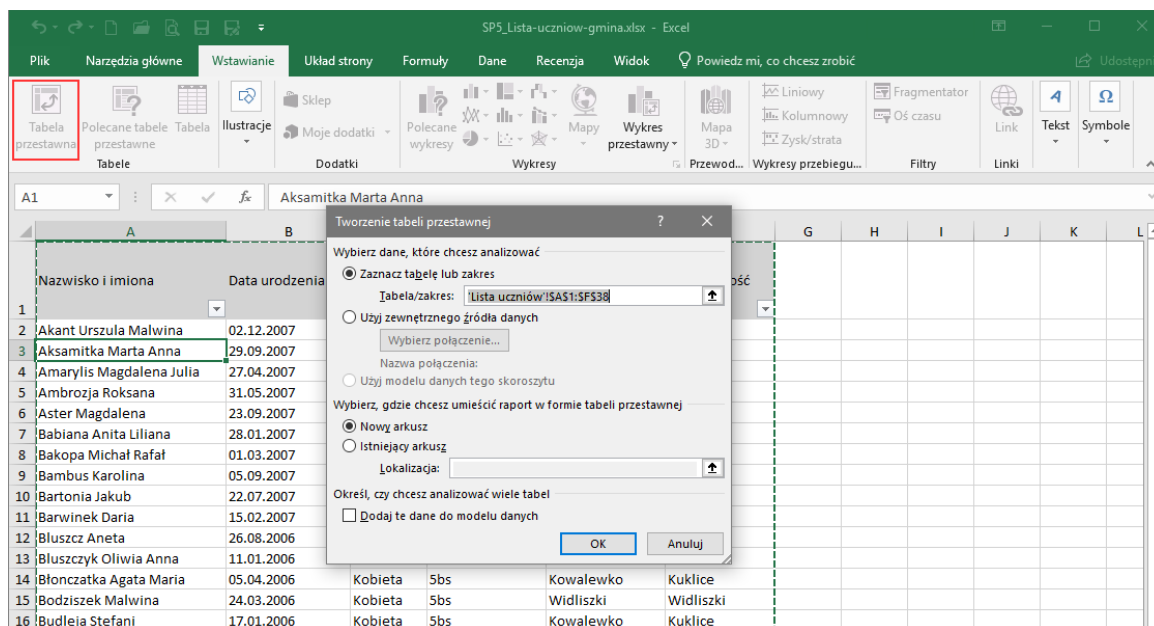 SP5_Lista-uczniow-gmina.xlsx - Excel
Plik Narzędzia główne Wstawianie Układ strony Formuły Dane Recenzja Widok Powiedz mi, co chcesz zrobić Udostępn
Tabela przestawna
Polecane tabele przestawne
Tabela
Tabele
Ilustracje
Sklep
Moje dodatki
Dodatki
Polecane wykresy
Mapy
Wykres przestawny
Wykresy
Mapa 3D
Przewod...
Liniowy
Kolumnowy
Zysk/strata
Wykresy przebiegu...
Fragmentator
Oś czasu
Filtry
Link
Linki
Tekst
Symbole
A1 fx Aksamitka Marta Anna
A B G H I J K L
1 Nazwisko i imiona Data urodzenia ość
2 Akant Urszula Malwina 02.12.2007
3 Aksamitka Marta Anna 29.09.2007
4 Amarylis Magdalena Julia 27.04.2007
5 Ambrozja Roksana 31.05.2007
6 Aster Magdalena 23.09.2007
7 Babiana Anita Liliana 28.01.2007
8 Bakopa Michał Rafał 01.03.2007
9 Bambus Karolina 05.09.2007
10 Bartonia Jakub 22.07.2007
11 Barwinek Daria 15.02.2007
12 Bluszcz Aneta 26.08.2006
13 Bluszczyk Oliwia Anna 11.01.2006
14 Błonczatka Agata Maria 05.04.2006 Kobieta 5bs Kowalewko Kuklice
15 Bodziszek Malwina 24.03.2006 Kobieta 5bs Widliszki Widliszki
16 Budleja Stefani 17.01.2006 Kobieta 5bs Kowalewko Kuklice
Tworzenie tabeli przestawnej ? ×
Wybierz dane, które chcesz analizować
Zaznacz tabelę lub zakres
Tabela/zakres: 'Lista uczniów'!$A$1:$F$38
Użyj zewnętrznego źródła danych
Wybierz połączenie...
Nazwa połączenia:
Użyj modelu danych tego skoroszytu
Wybierz, gdzie chcesz umieścić raport w formie tabeli przestawnej
Nowy arkusz
Istniejący arkusz
Lokalizacja:
Określ, czy chcesz analizować wiele tabel
Dodaj te dane do modelu danych
OK Anuluj